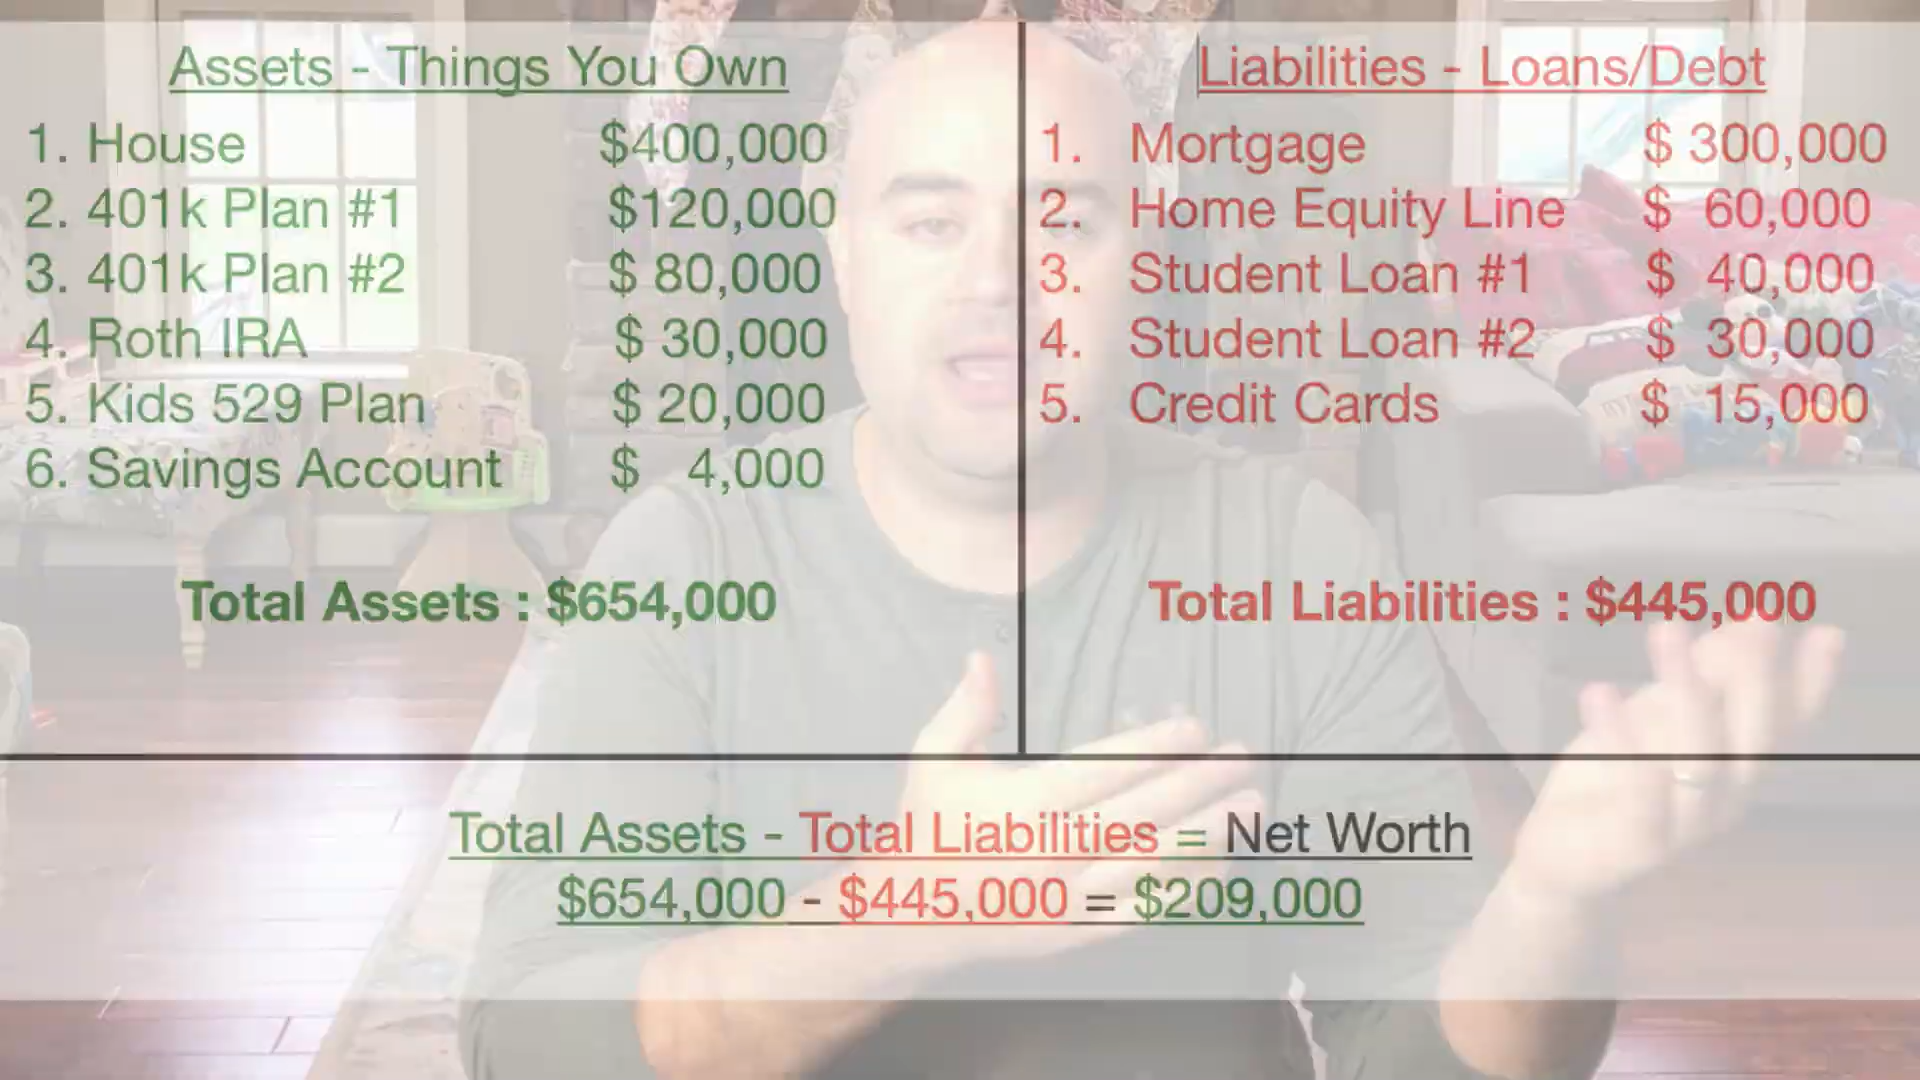 Assets - Things You Own
1. House $400,000
2. 401k Plan #1 $120,000
3. 401k Plan #2 $ 80,000
4. Roth IRA $ 30,000
5. Kids 529 Plan $ 20,000
6. Savings Account $ 4,000
Total Assets : $654,000
Liabilities - Loans/Debt
1. Mortgage $ 300,000
2. Home Equity Line $ 60,000
3. Student Loan #1 $ 40,000
4. Student Loan #2 $ 30,000
5. Credit Cards $ 15,000
Total Liabilities : $445,000
Total Assets - Total Liabilities = Net Worth
$654,000 - $445,000 = $209,000